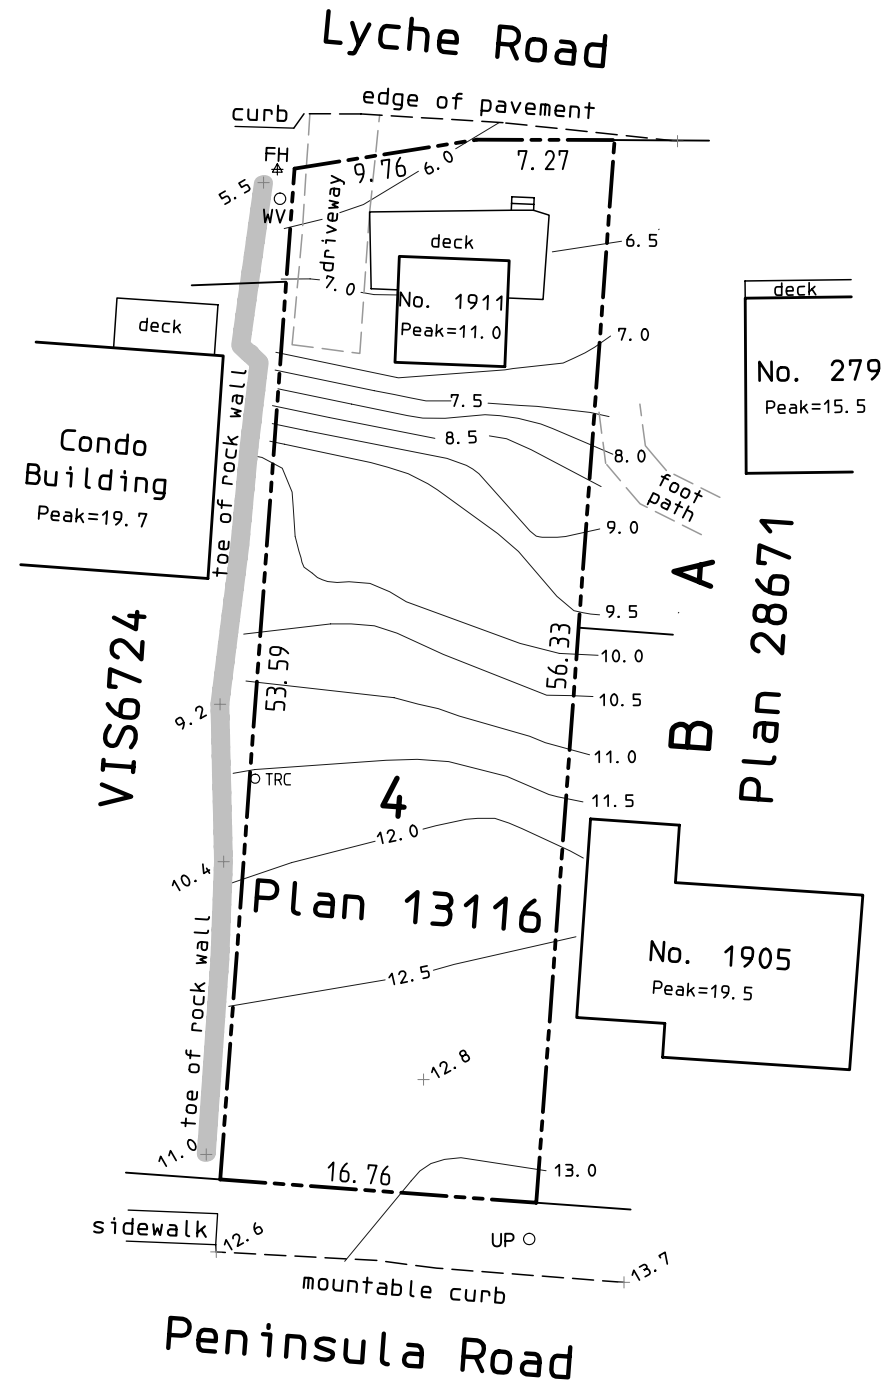 Lyche Road
edge of pavement
curb
FH
9.76
6.0
7.27
5.5
WV
driveway
deck
6.5
7.0
No. 1911
Peak=11.0
deck
deck
7.0
No. 279
Peak=15.5
toe of rock wall
7.5
8.5
8.0
Condo
Building
Peak=19.7
foot
path
9.0
A
Plan 28671
9.5
56.33
10.0
53.59
VIS6724
9.2
10.5
B
11.0
TRC
11.5
4
12.0
10.4
Plan 13116
toe of rock wall
No. 1905
Peak=19.5
12.5
12.8
11.0
16.76
13.0
sidewalk
12.6
UP
13.7
mountable curb
Peninsula Road